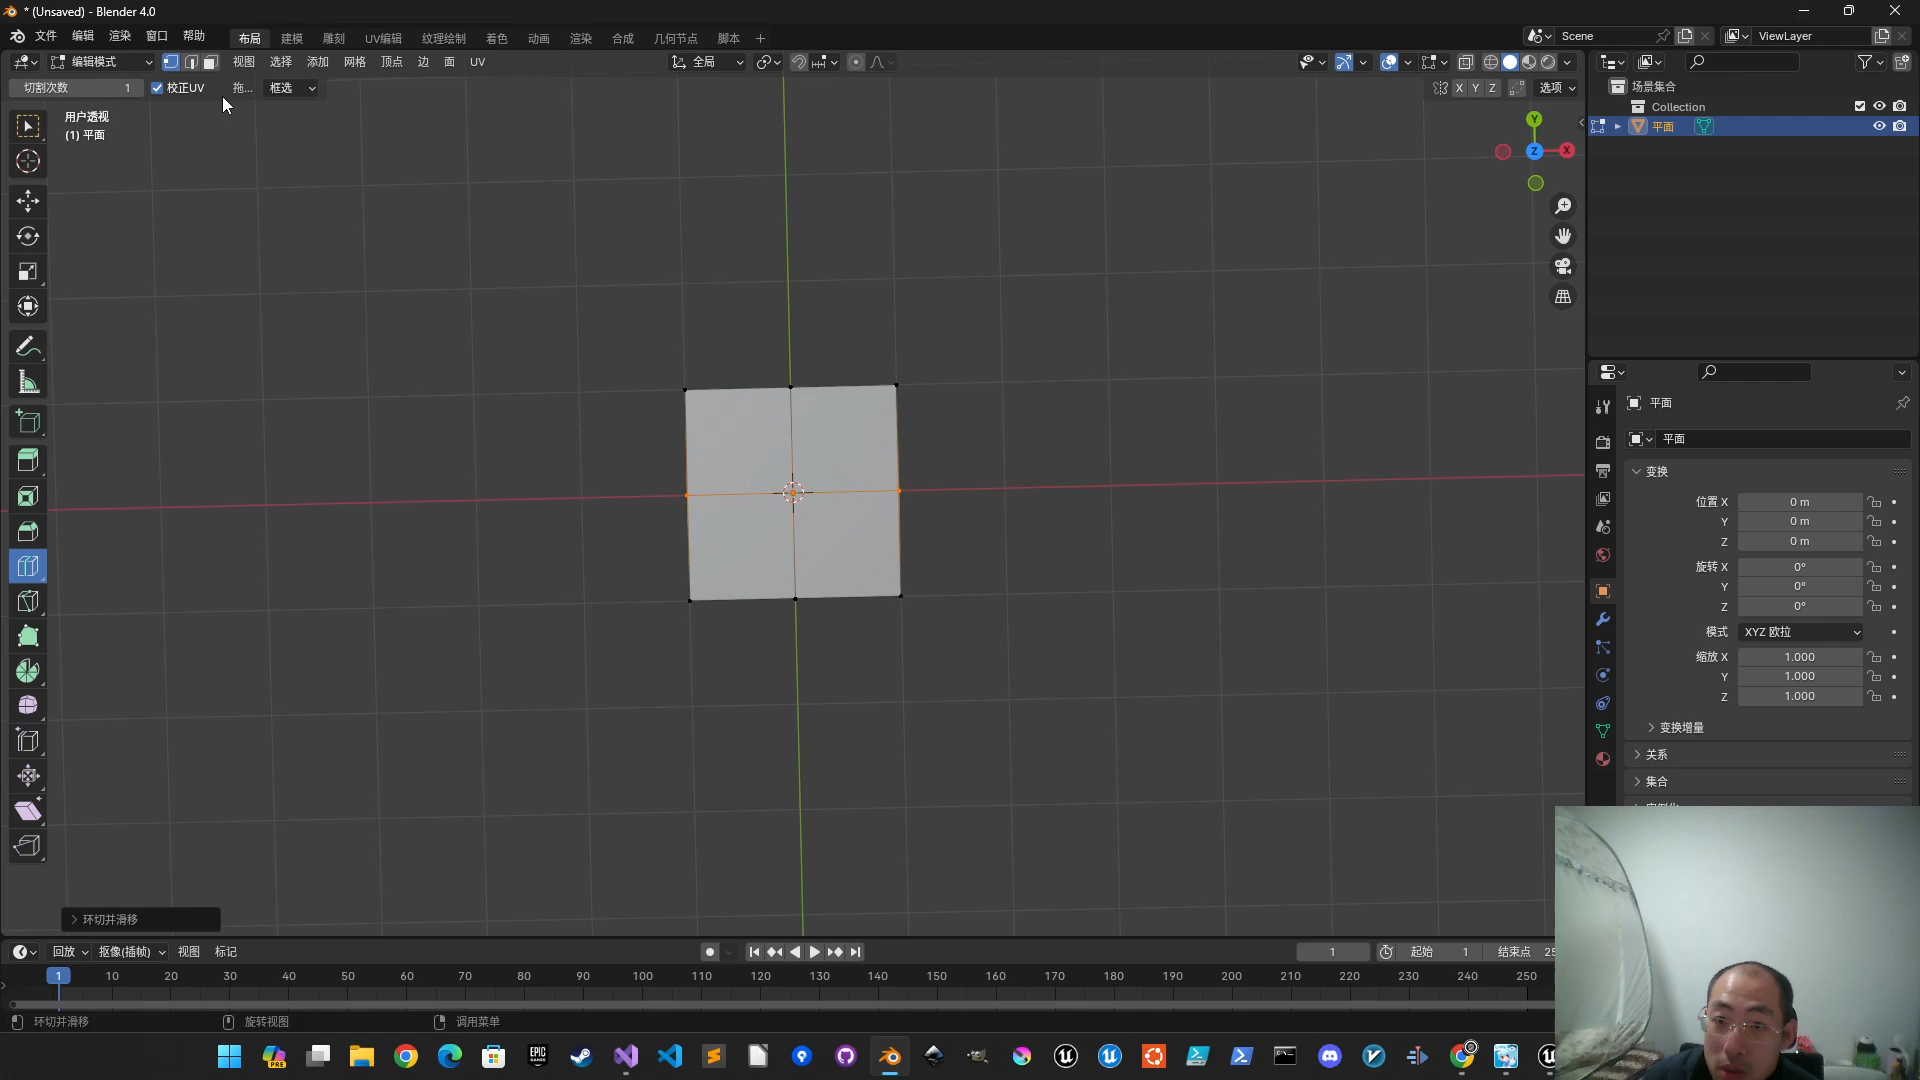 * (Unsaved) - Blender 4.0
文件 编辑 渲染 窗口 帮助 布局 建模 雕刻 UV编辑 纹理绘制 着色 动画 渲染 合成 几何节点 脚本 + Scene ViewLayer
编辑模式 视图 选择 添加 网格 顶点 边 面 UV 全局
切割次数 1 校正UV 拖... 框选 X Y Z 选项
用户透视
(1) 平面
Y
Z X
场景集合
Collection
平面
平面
平面
变换
位置 X 0 m
Y 0 m
Z 0 m
旋转 X 0°
Y 0°
Z 0°
模式 XYZ 欧拉
缩放 X 1.000
Y 1.000
Z 1.000
变换增量
关系
集合
环切并滑移
回放 抠像(插帧) 视图 标记 1 起始 1 结束点 25
1 10 20 30 40 50 60 70 80 90 100 110 120 130 140 150 160 170 180 190 200 210 220 230 240 250
环切并滑移 旋转视图 调用菜单
PRE
EPIC GAMES